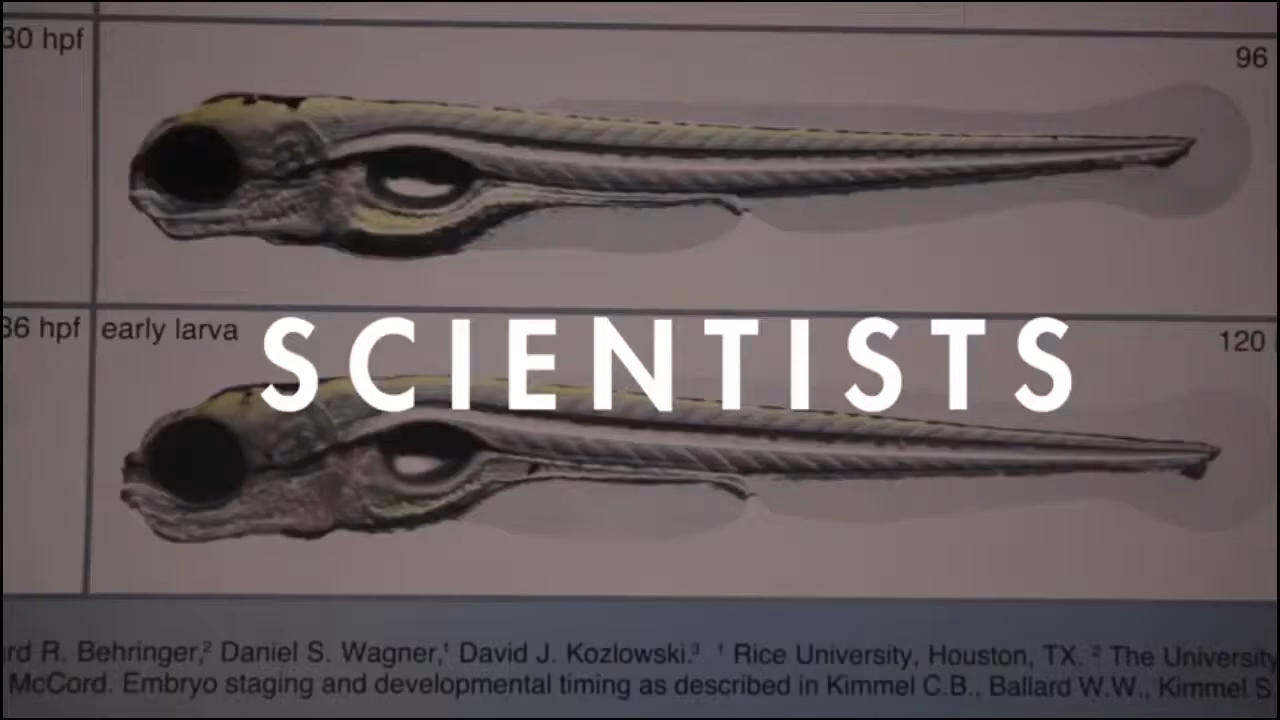 30 hpf
96
36 hpf
early larva
120
SCIENTISTS
rd R. Behringer,² Daniel S. Wagner,¹ David J. Kozlowski.³ ¹ Rice University, Houston, TX. ² The University
McCord. Embryo staging and developmental timing as described in Kimmel C.B., Ballard W.W., Kimmel S